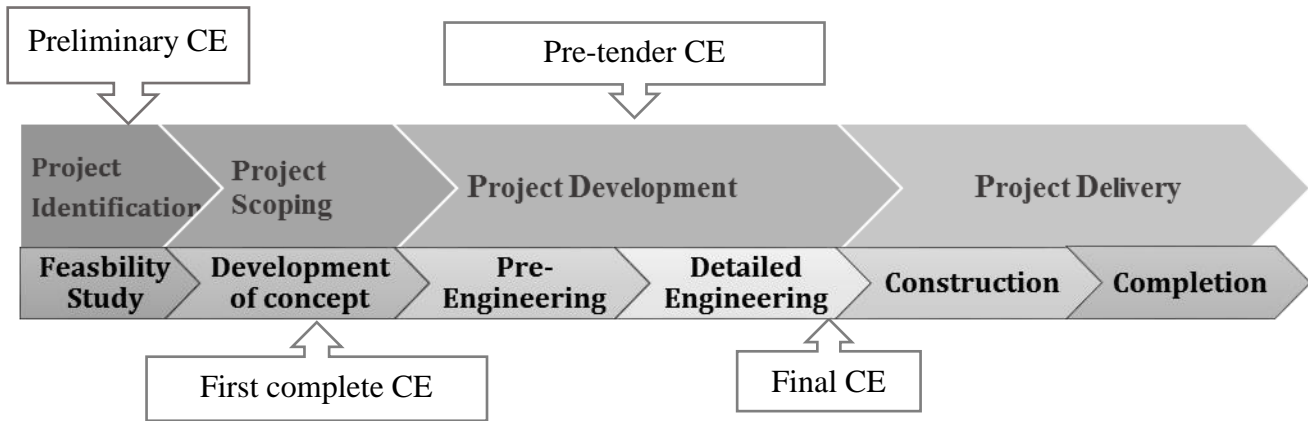 Preliminary CE
Pre-tender CE
Project
Identification
Project
Scoping
Project Development
Project Delivery
Feasbility
Study
Development
of concept
Pre-
Engineering
Detailed
Engineering
Construction
Completion
First complete CE
Final CE